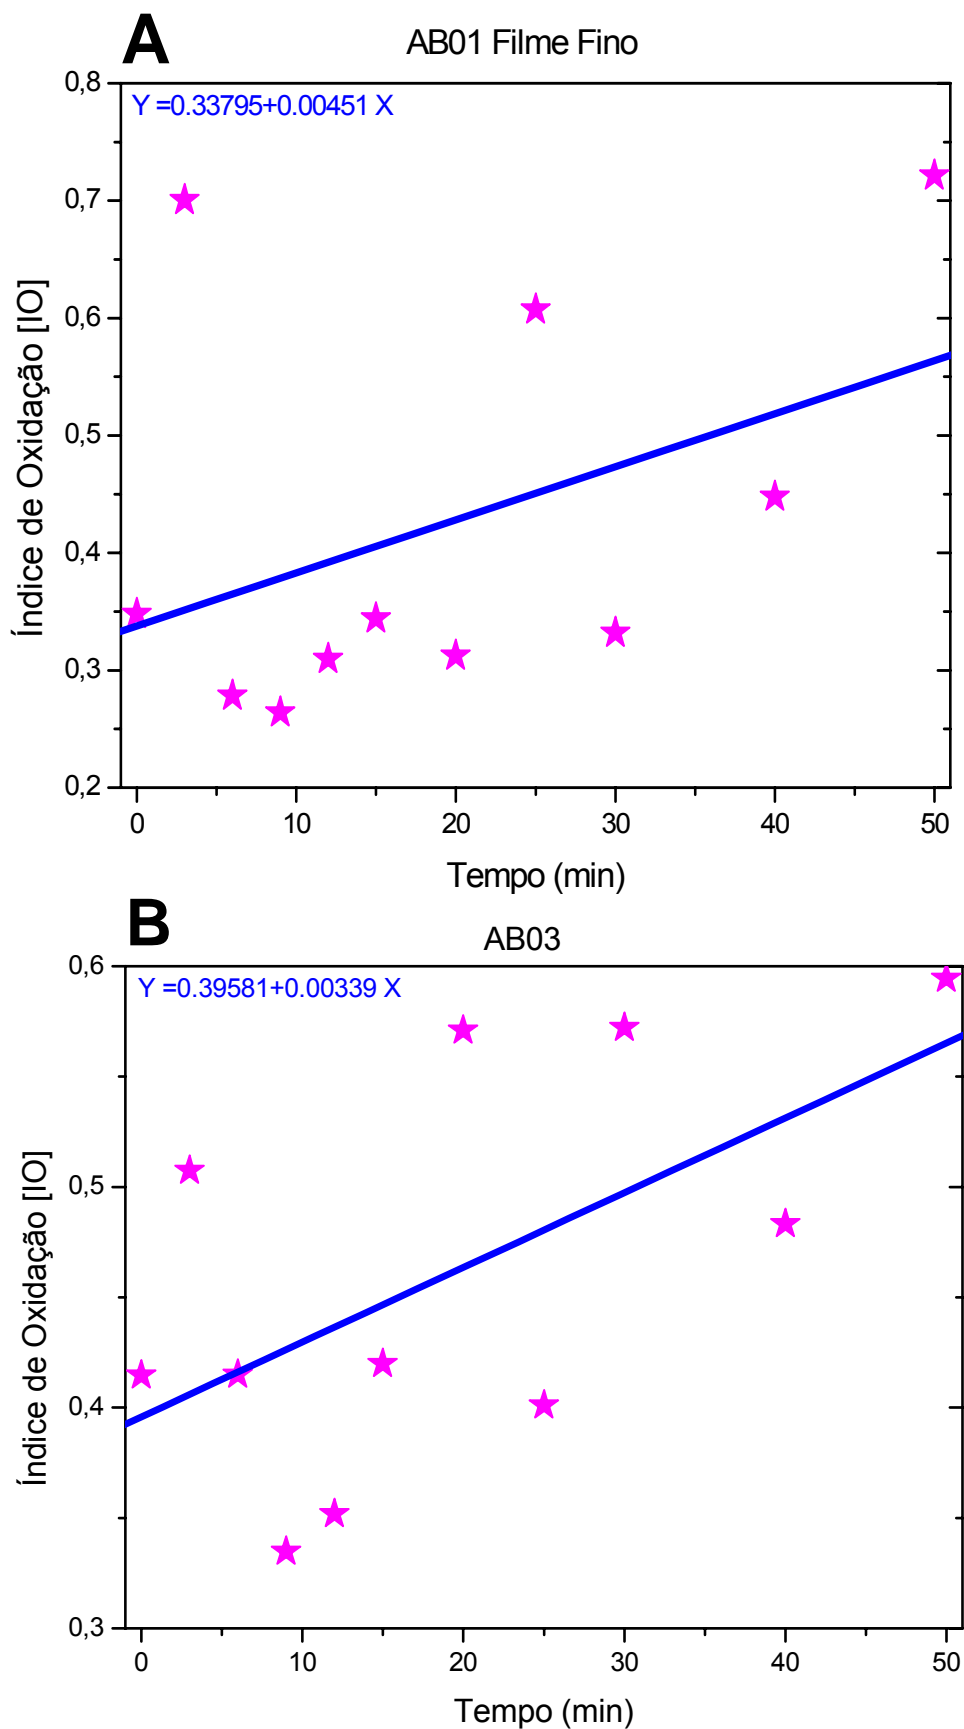 A
AB01 Filme Fino
Y =0.33795+0.00451 X
0,8
0,7
0,6
0,5
0,4
0,3
0,2
Índice de Oxidação [IO]
0 10 20 30 40 50
Tempo (min)
B
AB03
Y =0.39581+0.00339 X
0,6
0,5
0,4
0,3
Índice de Oxidação [IO]
0 10 20 30 40 50
Tempo (min)